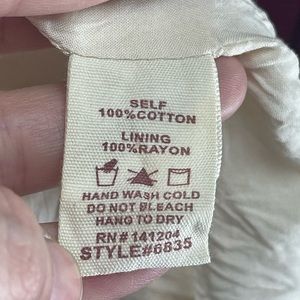 SELF
100%COTTON
LINING
100%RAYON
HAND WASH COLD
DO NOT BLEACH
HANG TO DRY
RN# 141204
STYLE#6835